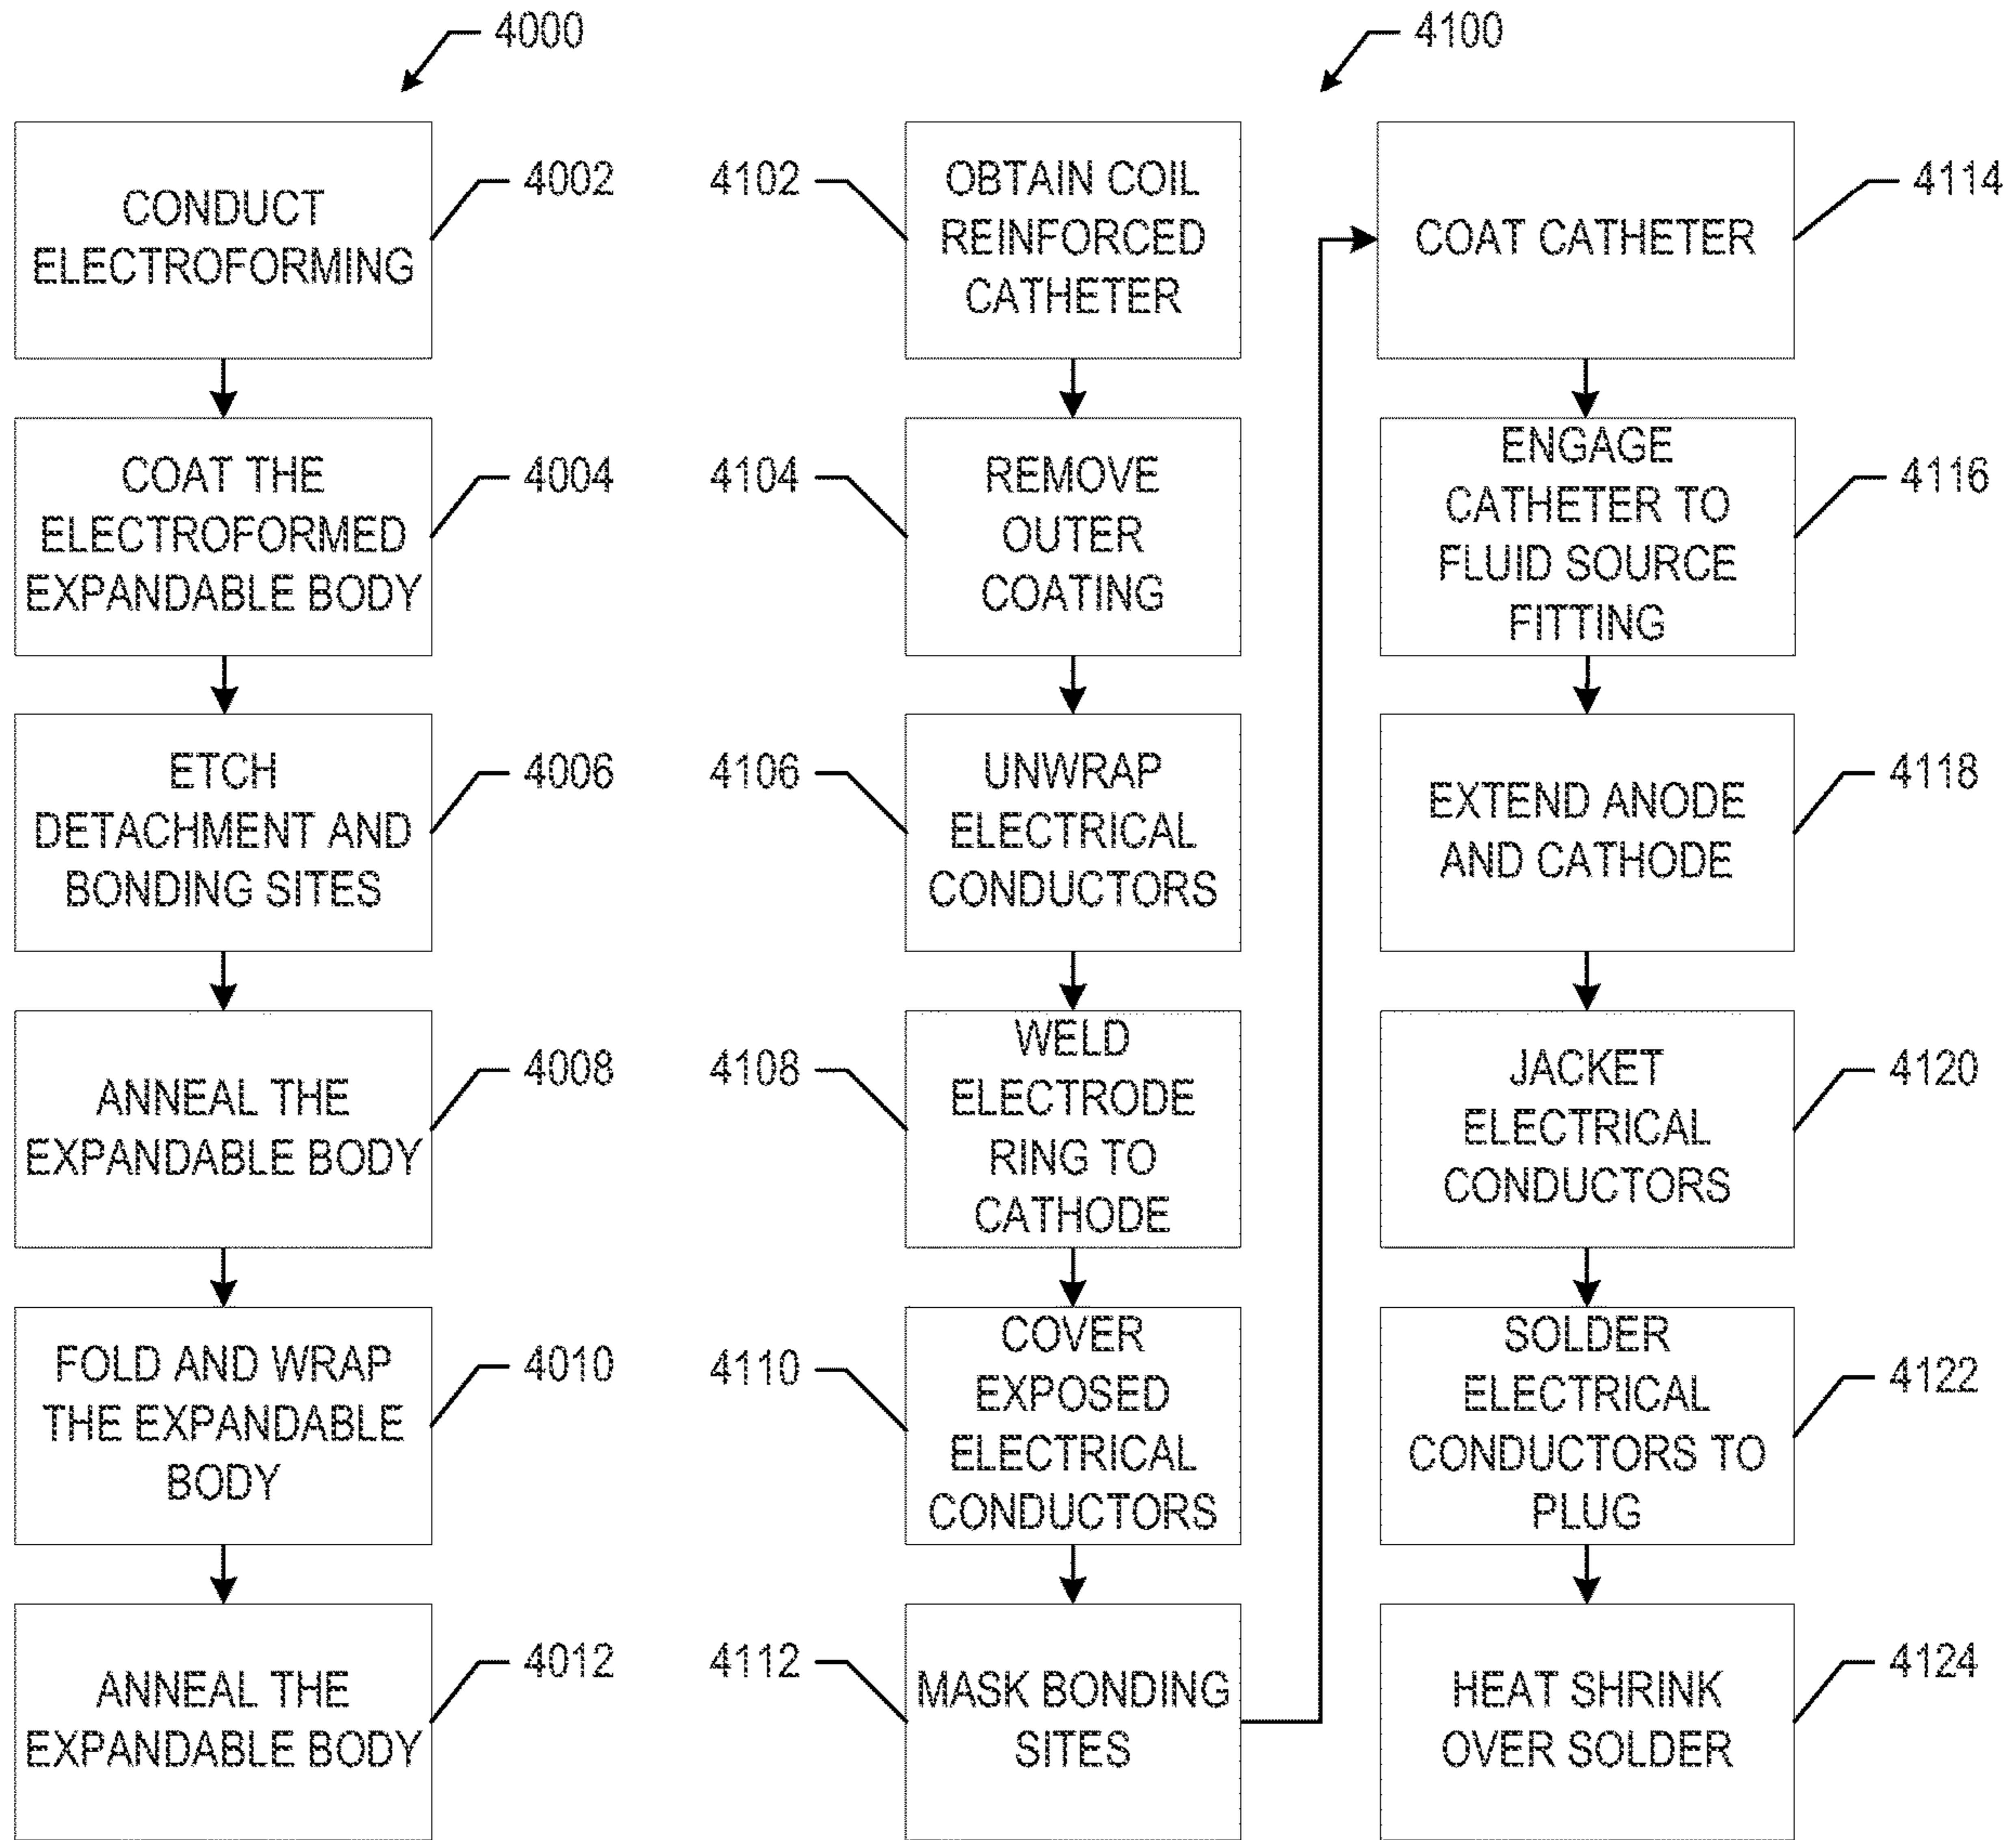 4000
CONDUCT
ELECTROFORMING
4002
COAT THE
ELECTROFORMED
EXPANDABLE BODY
4004
ETCH
DETACHMENT AND
BONDING SITES
4006
ANNEAL THE
EXPANDABLE BODY
4008
FOLD AND WRAP
THE EXPANDABLE
BODY
4010
ANNEAL THE
EXPANDABLE BODY
4012
4100
4102
OBTAIN COIL
REINFORCED
CATHETER
4104
REMOVE
OUTER
COATING
4106
UNWRAP
ELECTRICAL
CONDUCTORS
4108
WELD
ELECTRODE
RING TO
CATHODE
4110
COVER
EXPOSED
ELECTRICAL
CONDUCTORS
4112
MASK BONDING
SITES
COAT CATHETER
4114
ENGAGE
CATHETER TO
FLUID SOURCE
FITTING
4116
EXTEND ANODE
AND CATHODE
4118
JACKET
ELECTRICAL
CONDUCTORS
4120
SOLDER
ELECTRICAL
CONDUCTORS TO
PLUG
4122
HEAT SHRINK
OVER SOLDER
4124